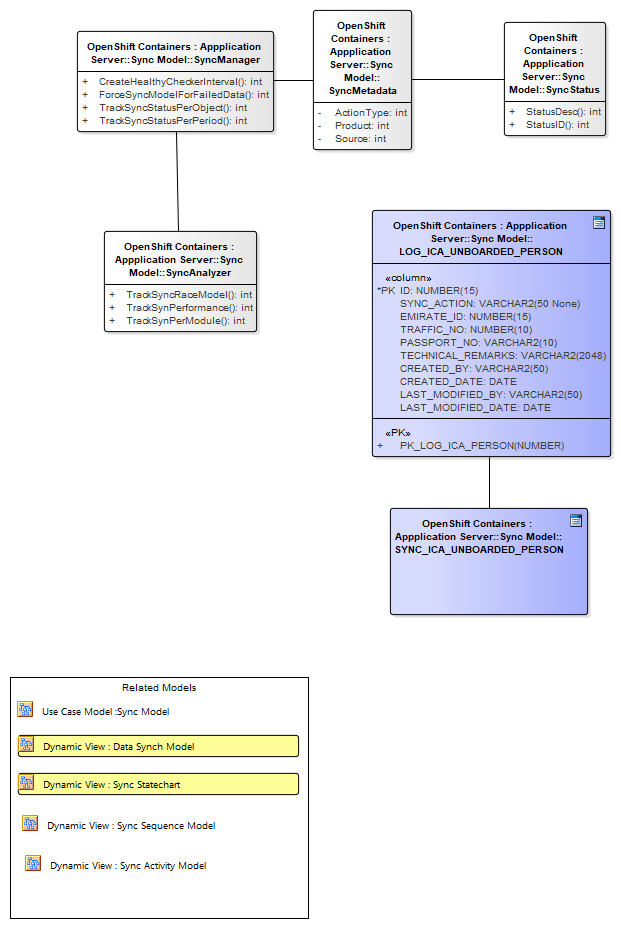 OpenShift Containers : Appplication
Server::Sync Model::SyncManager
+ CreateHealthyCheckerInterval(): int
+ ForceSyncModelForFailedData(): int
+ TrackSyncStatusPerObject(): int
+ TrackSyncStatusPerPeriod(): int
OpenShift
Containers :
Appplication
Server::Sync
Model::
SyncMetadata
- ActionType: int
- Product: int
- Source: int
OpenShift
Containers :
Appplication
Server::Sync
Model::SyncStatus
+ StatusDesc(): int
+ StatusID(): int
OpenShift Containers :
Appplication Server::Sync
Model::SyncAnalyzer
+ TrackSyncRaceModel(): int
+ TrackSynPerformance(): int
+ TrackSynPerModule(): int
OpenShift Containers : Appplication
Server::Sync Model::
LOG_ICA_UNBOARDED_PERSON
«column»
*PK ID: NUMBER(15)
SYNC_ACTION: VARCHAR2(50 None)
EMIRATE_ID: NUMBER(15)
TRAFFIC_NO: NUMBER(10)
PASSPORT_NO: VARCHAR2(10)
TECHNICAL_REMARKS: VARCHAR2(2048)
CREATED_BY: VARCHAR2(50)
CREATED_DATE: DATE
LAST_MODIFIED_BY: VARCHAR2(50)
LAST_MODIFIED_DATE: DATE
«PK»
+ PK_LOG_ICA_PERSON(NUMBER)
OpenShift Containers :
Appplication Server::Sync Model::
SYNC_ICA_UNBOARDED_PERSON
Related Models
Use Case Model :Sync Model
Dynamic View : Data Synch Model
Dynamic View : Sync Statechart
Dynamic View : Sync Sequence Model
Dynamic View : Sync Activity Model